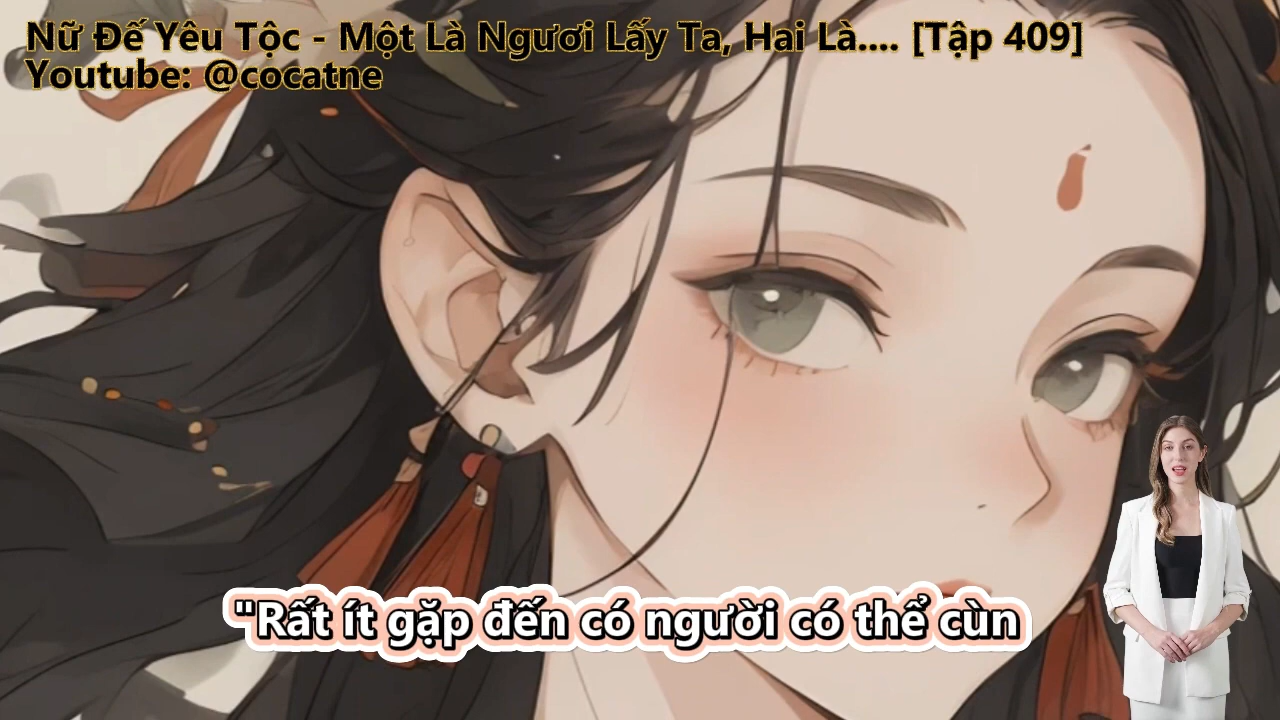 Nữ Đế Yêu Tộc - Một Là Ngươi Lấy Ta, Hai Là.... [Tập 409]
Youtube: @cocatne
"Rất ít gặp đến có người có thể cùn